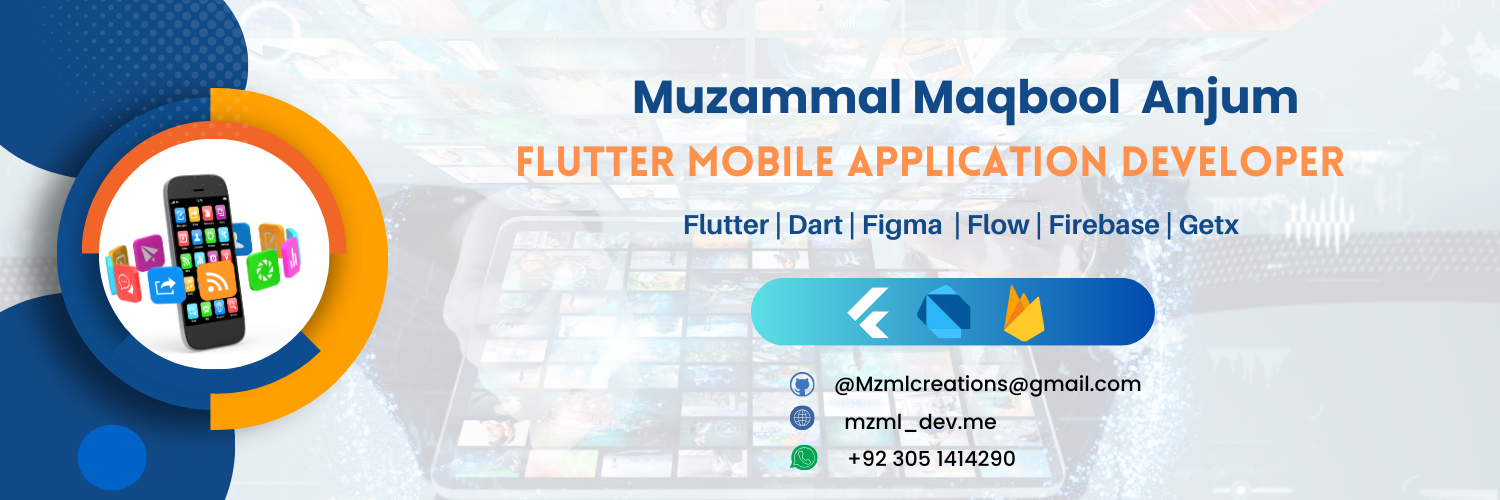 Muzammal Maqbool Anjum
FLUTTER MOBILE APPLICATION DEVELOPER
Flutter | Dart | Figma | Flow | Firebase | Getx
@Mzmlcreations@gmail.com
mzml_dev.me
+92 305 1414290